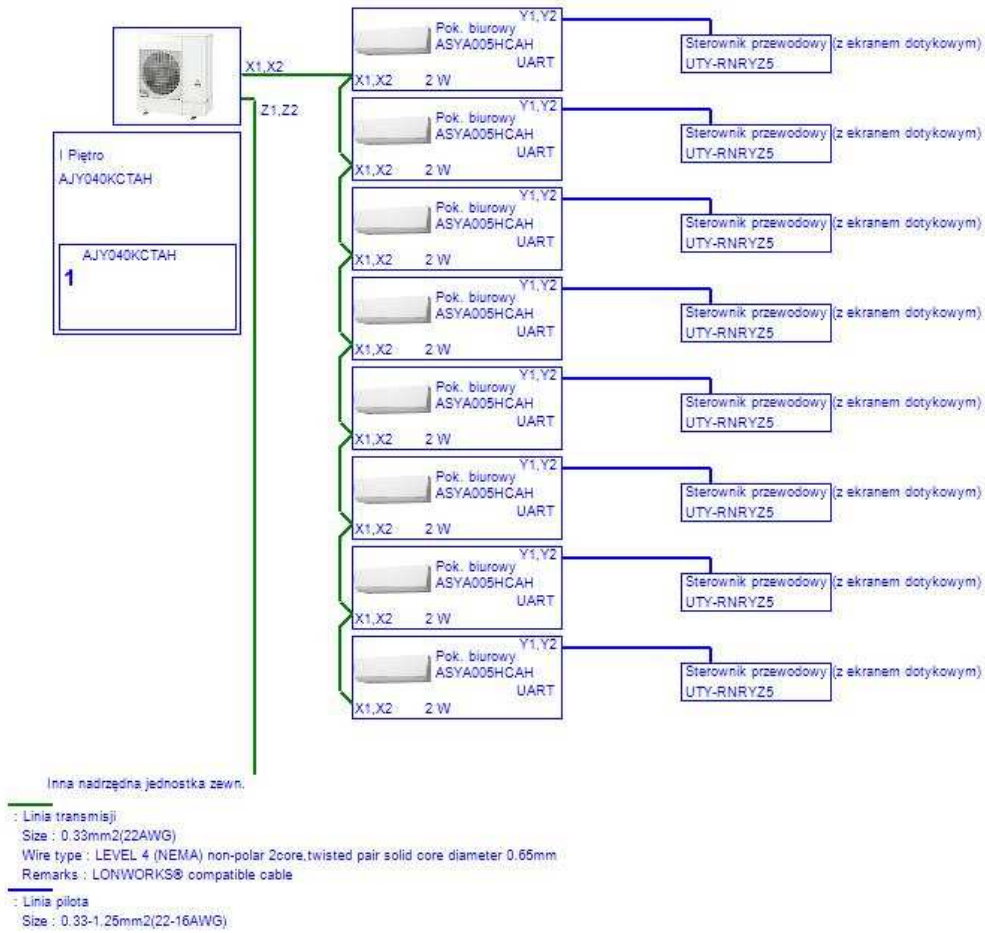 X1,X2
Z1,Z2
I Piętro
AJY040KCTAH
AJY040KCTAH
1
Y1,Y2
Pok. biurowy
ASYA005HCAH
UART
X1,X2 2 W
Sterownik przewodowy (z ekranem dotykowym)
UTY-RNRYZ5
Y1,Y2
Pok. biurowy
ASYA005HCAH
UART
X1,X2 2 W
Sterownik przewodowy (z ekranem dotykowym)
UTY-RNRYZ5
Y1,Y2
Pok. biurowy
ASYA005HCAH
UART
X1,X2 2 W
Sterownik przewodowy (z ekranem dotykowym)
UTY-RNRYZ5
Y1,Y2
Pok. biurowy
ASYA005HCAH
UART
X1,X2 2 W
Sterownik przewodowy (z ekranem dotykowym)
UTY-RNRYZ5
Y1,Y2
Pok. biurowy
ASYA005HCAH
UART
X1,X2 2 W
Sterownik przewodowy (z ekranem dotykowym)
UTY-RNRYZ5
Y1,Y2
Pok. biurowy
ASYA005HCAH
UART
X1,X2 2 W
Sterownik przewodowy (z ekranem dotykowym)
UTY-RNRYZ5
Y1,Y2
Pok. biurowy
ASYA005HCAH
UART
X1,X2 2 W
Sterownik przewodowy (z ekranem dotykowym)
UTY-RNRYZ5
Y1,Y2
Pok. biurowy
ASYA005HCAH
UART
X1,X2 2 W
Sterownik przewodowy (z ekranem dotykowym)
UTY-RNRYZ5
Inna nadrzędna jednostka zewn.
: Linia transmisji
Size : 0.33mm2(22AWG)
Wire type : LEVEL 4 (NEMA) non-polar 2core,twisted pair solid core diameter 0.65mm
Remarks : LONWORKS® compatible cable
: Linia pilota
Size : 0.33-1.25mm2(22-16AWG)